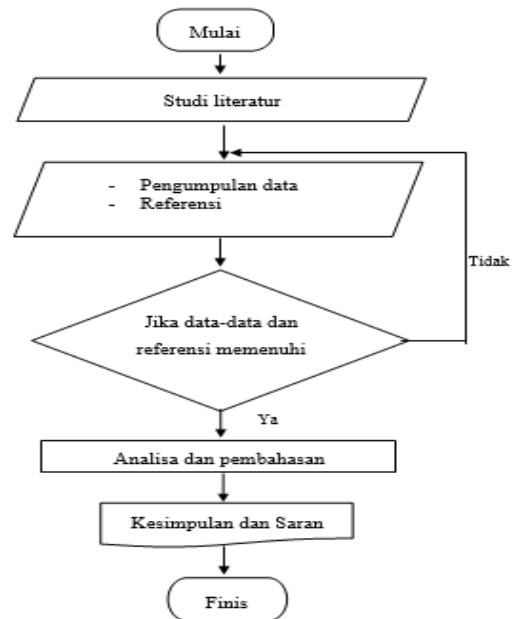 Mulai
Studi literatur
- Pengumpulan data
- Referensi
Tidak
Jika data-data dan
referensi memenuhi
Ya
Analisa dan pembahasan
Kesimpulan dan Saran
Finis